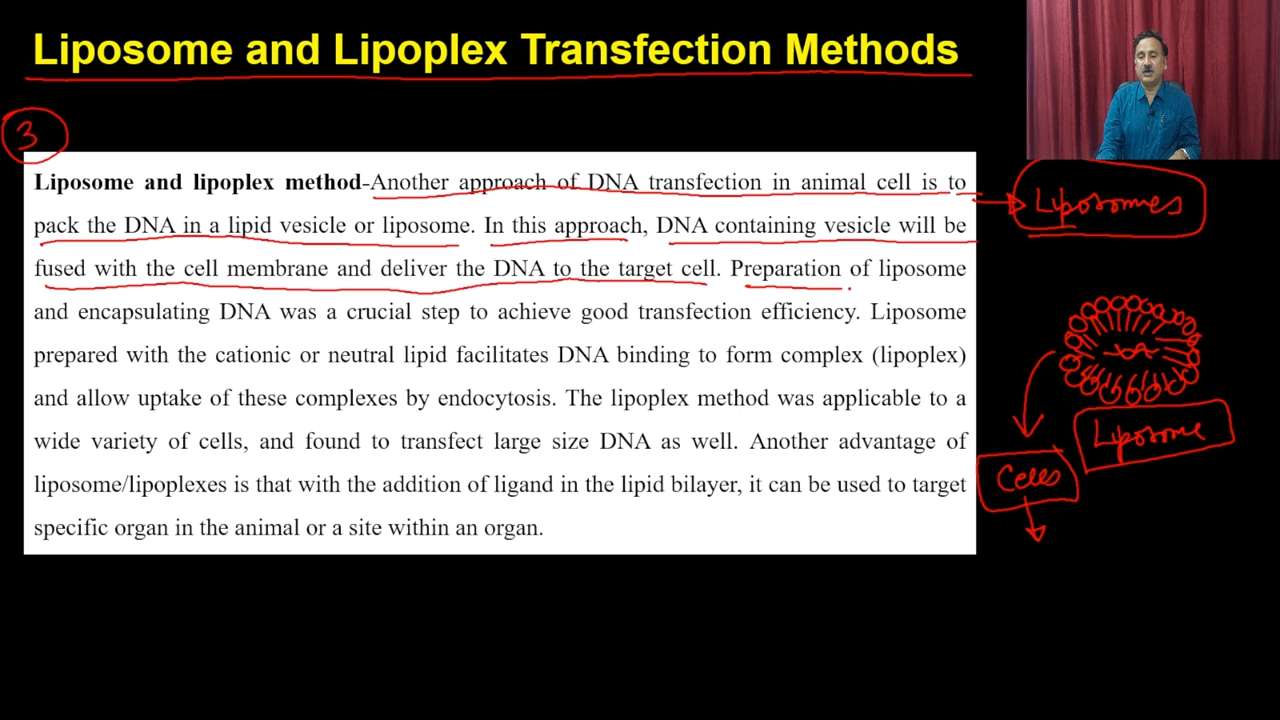 Liposome and Lipoplex Transfection Methods
3
Liposome and lipoplex method-Another approach of DNA transfection in animal cell is to
pack the DNA in a lipid vesicle or liposome. In this approach, DNA containing vesicle will be
fused with the cell membrane and deliver the DNA to the target cell. Preparation of liposome
and encapsulating DNA was a crucial step to achieve good transfection efficiency. Liposome
prepared with the cationic or neutral lipid facilitates DNA binding to form complex (lipoplex)
and allow uptake of these complexes by endocytosis. The lipoplex method was applicable to a
wide variety of cells, and found to transfect large size DNA as well. Another advantage of
liposome/lipoplexes is that with the addition of ligand in the lipid bilayer, it can be used to target
specific organ in the animal or a site within an organ.
Liposomes
Liposome
Cells